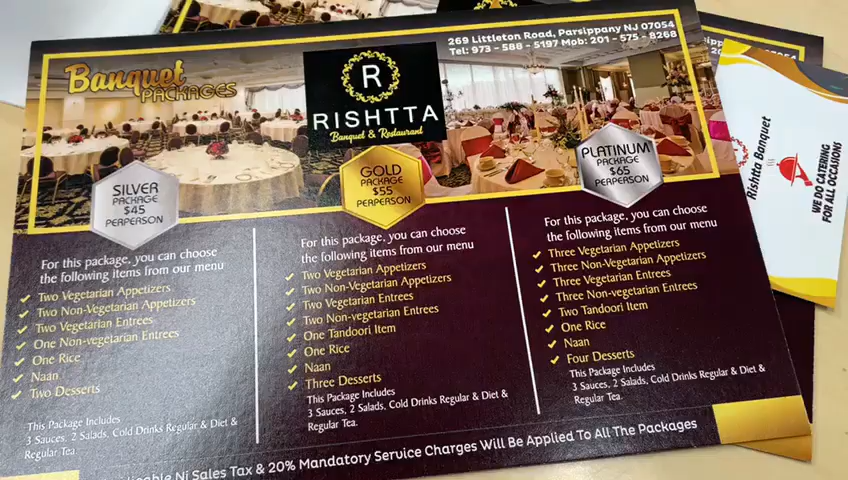 Banquet
PACKAGES
R
RISHTTA
Banquet & Restaurant
269 Littleton Road, Parsippany NJ 07054
Tel: 973 - 588 - 5197 Mob: 201 - 575 - 8268
SILVER
PACKAGE
$45
PERPERSON
For this package, you can choose
the following items from our menu
Two Vegetarian Appetizers
Two Non-Vegetarian Appetizers
Two Vegetarian Entrees
One Non-vegetarian Entrees
One Rice
Naan
Two Desserts
This Package Includes
3 Sauces, 2 Salads, Cold Drinks Regular & Diet &
Regular Tea.
GOLD
PACKAGE
$55
PERPERSON
For this package, you can choose
the following items from our menu
Two Vegetarian Appetizers
Two Non-Vegetarian Appetizers
Two Vegetarian Entrees
Two Non-vegetarian Entrees
One Tandoori Item
One Rice
Naan
Three Desserts
This Package Includes
3 Sauces, 2 Salads, Cold Drinks Regular & Diet &
Regular Tea.
PLATINUM
PACKAGE
$65
PERPERSON
For this package, you can choose
the following items from our menu
Three Vegetarian Appetizers
Three Non-Vegetarian Appetizers
Three Vegetarian Entrees
Three Non-vegetarian Entrees
Two Tandoori Item
One Rice
Naan
Four Desserts
This Package Includes
3 Sauces, 2 Salads, Cold Drinks Regular & Diet &
Regular Tea.
Nj Sales Tax & 20% Mandatory Service Charges Will Be Applied To All The Packages
07054
Rishtta Banquet
WE DO CATERING
FOR ALL OCCASIONS